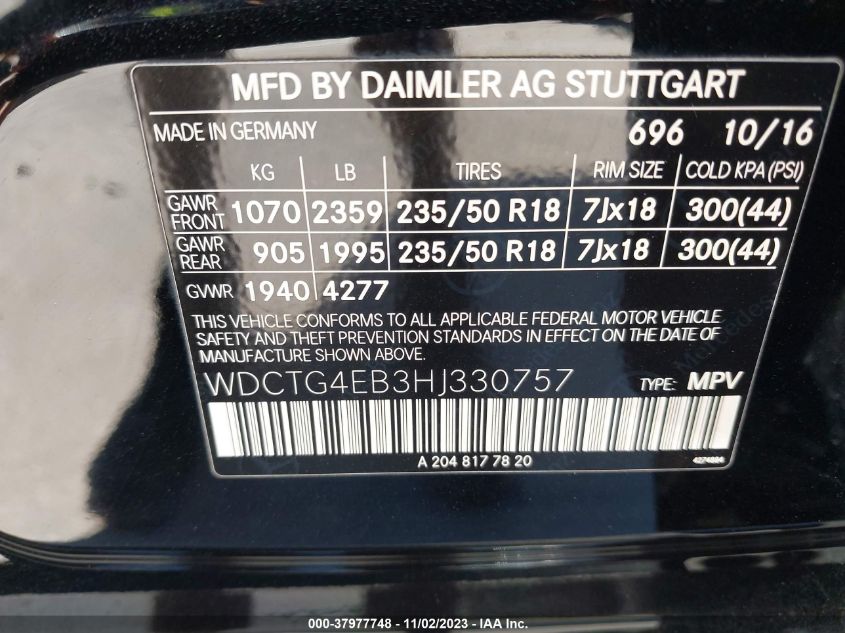 MFD BY DAIMLER AG STUTTGART
MADE IN GERMANY 696 10/16
KG LB TIRES RIM SIZE COLD KPA (PSI)
GAWR FRONT 1070 2359 235/50 R18 7Jx18 300(44)
GAWR REAR 905 1995 235/50 R18 7Jx18 300(44)
GVWR 1940 4277
THIS VEHICLE CONFORMS TO ALL APPLICABLE FEDERAL MOTOR VEHICLE
SAFETY AND THEFT PREVENTION STANDARDS IN EFFECT ON THE DATE OF
MANUFACTURE SHOWN ABOVE.
WDCTG4EB3HJ330757 TYPE: MPV
A 204 817 78 20
000-37977748 - 11/02/2023 - © IAA Inc.